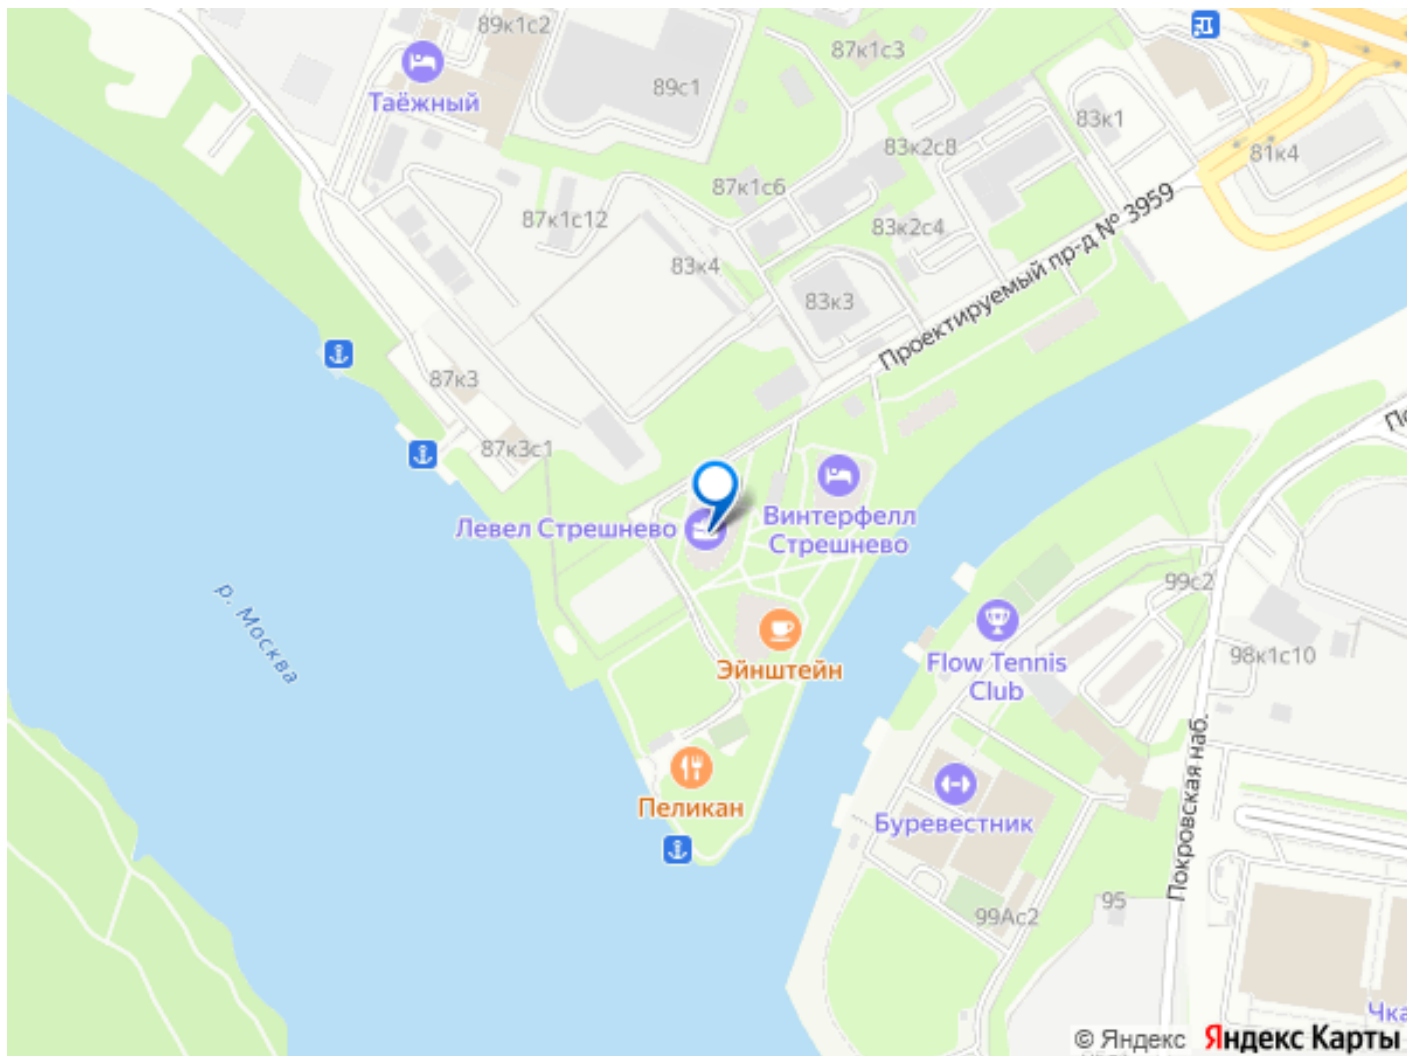 89к1с2
87к1с3
Таёжный
89с1
83к1
83к2с8
81к4
87к1с6
87к1с12
83к2с4
Проектируемый пр-д № 3959
83к4
83к3
87к3
87к3с1
Левел Стрешнево
Винтерфелл
Стрешнево
р. Москва
99с2
Эйнштейн
Flow Tennis
Club
98к1с10
Пеликан
Буревестник
Покровская наб.
95
99Ас2
Чка
© Яндекс
Яндекс Карты